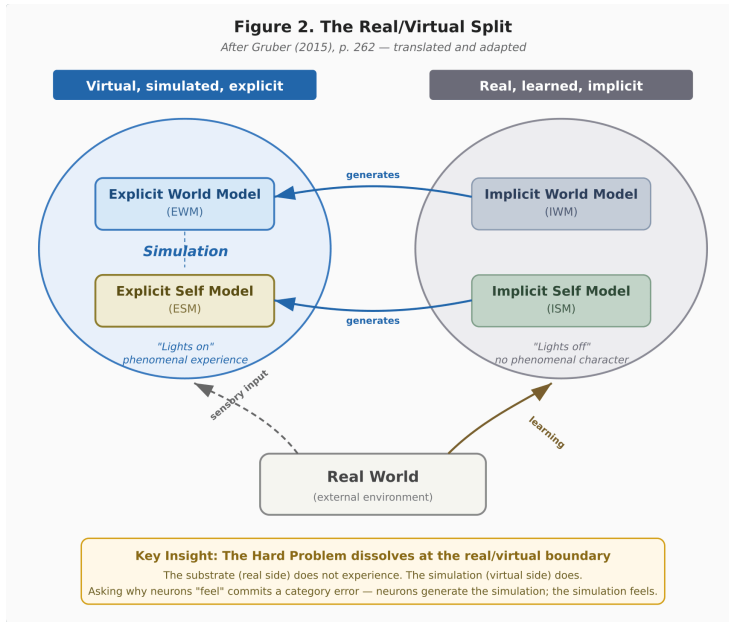 Figure 2. The Real/Virtual Split
After Gruber (2015), p. 262 — translated and adapted
Virtual, simulated, explicit
Real, learned, implicit
generates
Explicit World Model
(EWM)
Implicit World Model
(IWM)
Simulation
Explicit Self Model
(ESM)
Implicit Self Model
(ISM)
generates
"Lights on"
phenomenal experience
"Lights off"
no phenomenal character
sensory input
learning
Real World
(external environment)
Key Insight: The Hard Problem dissolves at the real/virtual boundary
The substrate (real side) does not experience. The simulation (virtual side) does.
Asking why neurons "feel" commits a category error — neurons generate the simulation; the simulation feels.